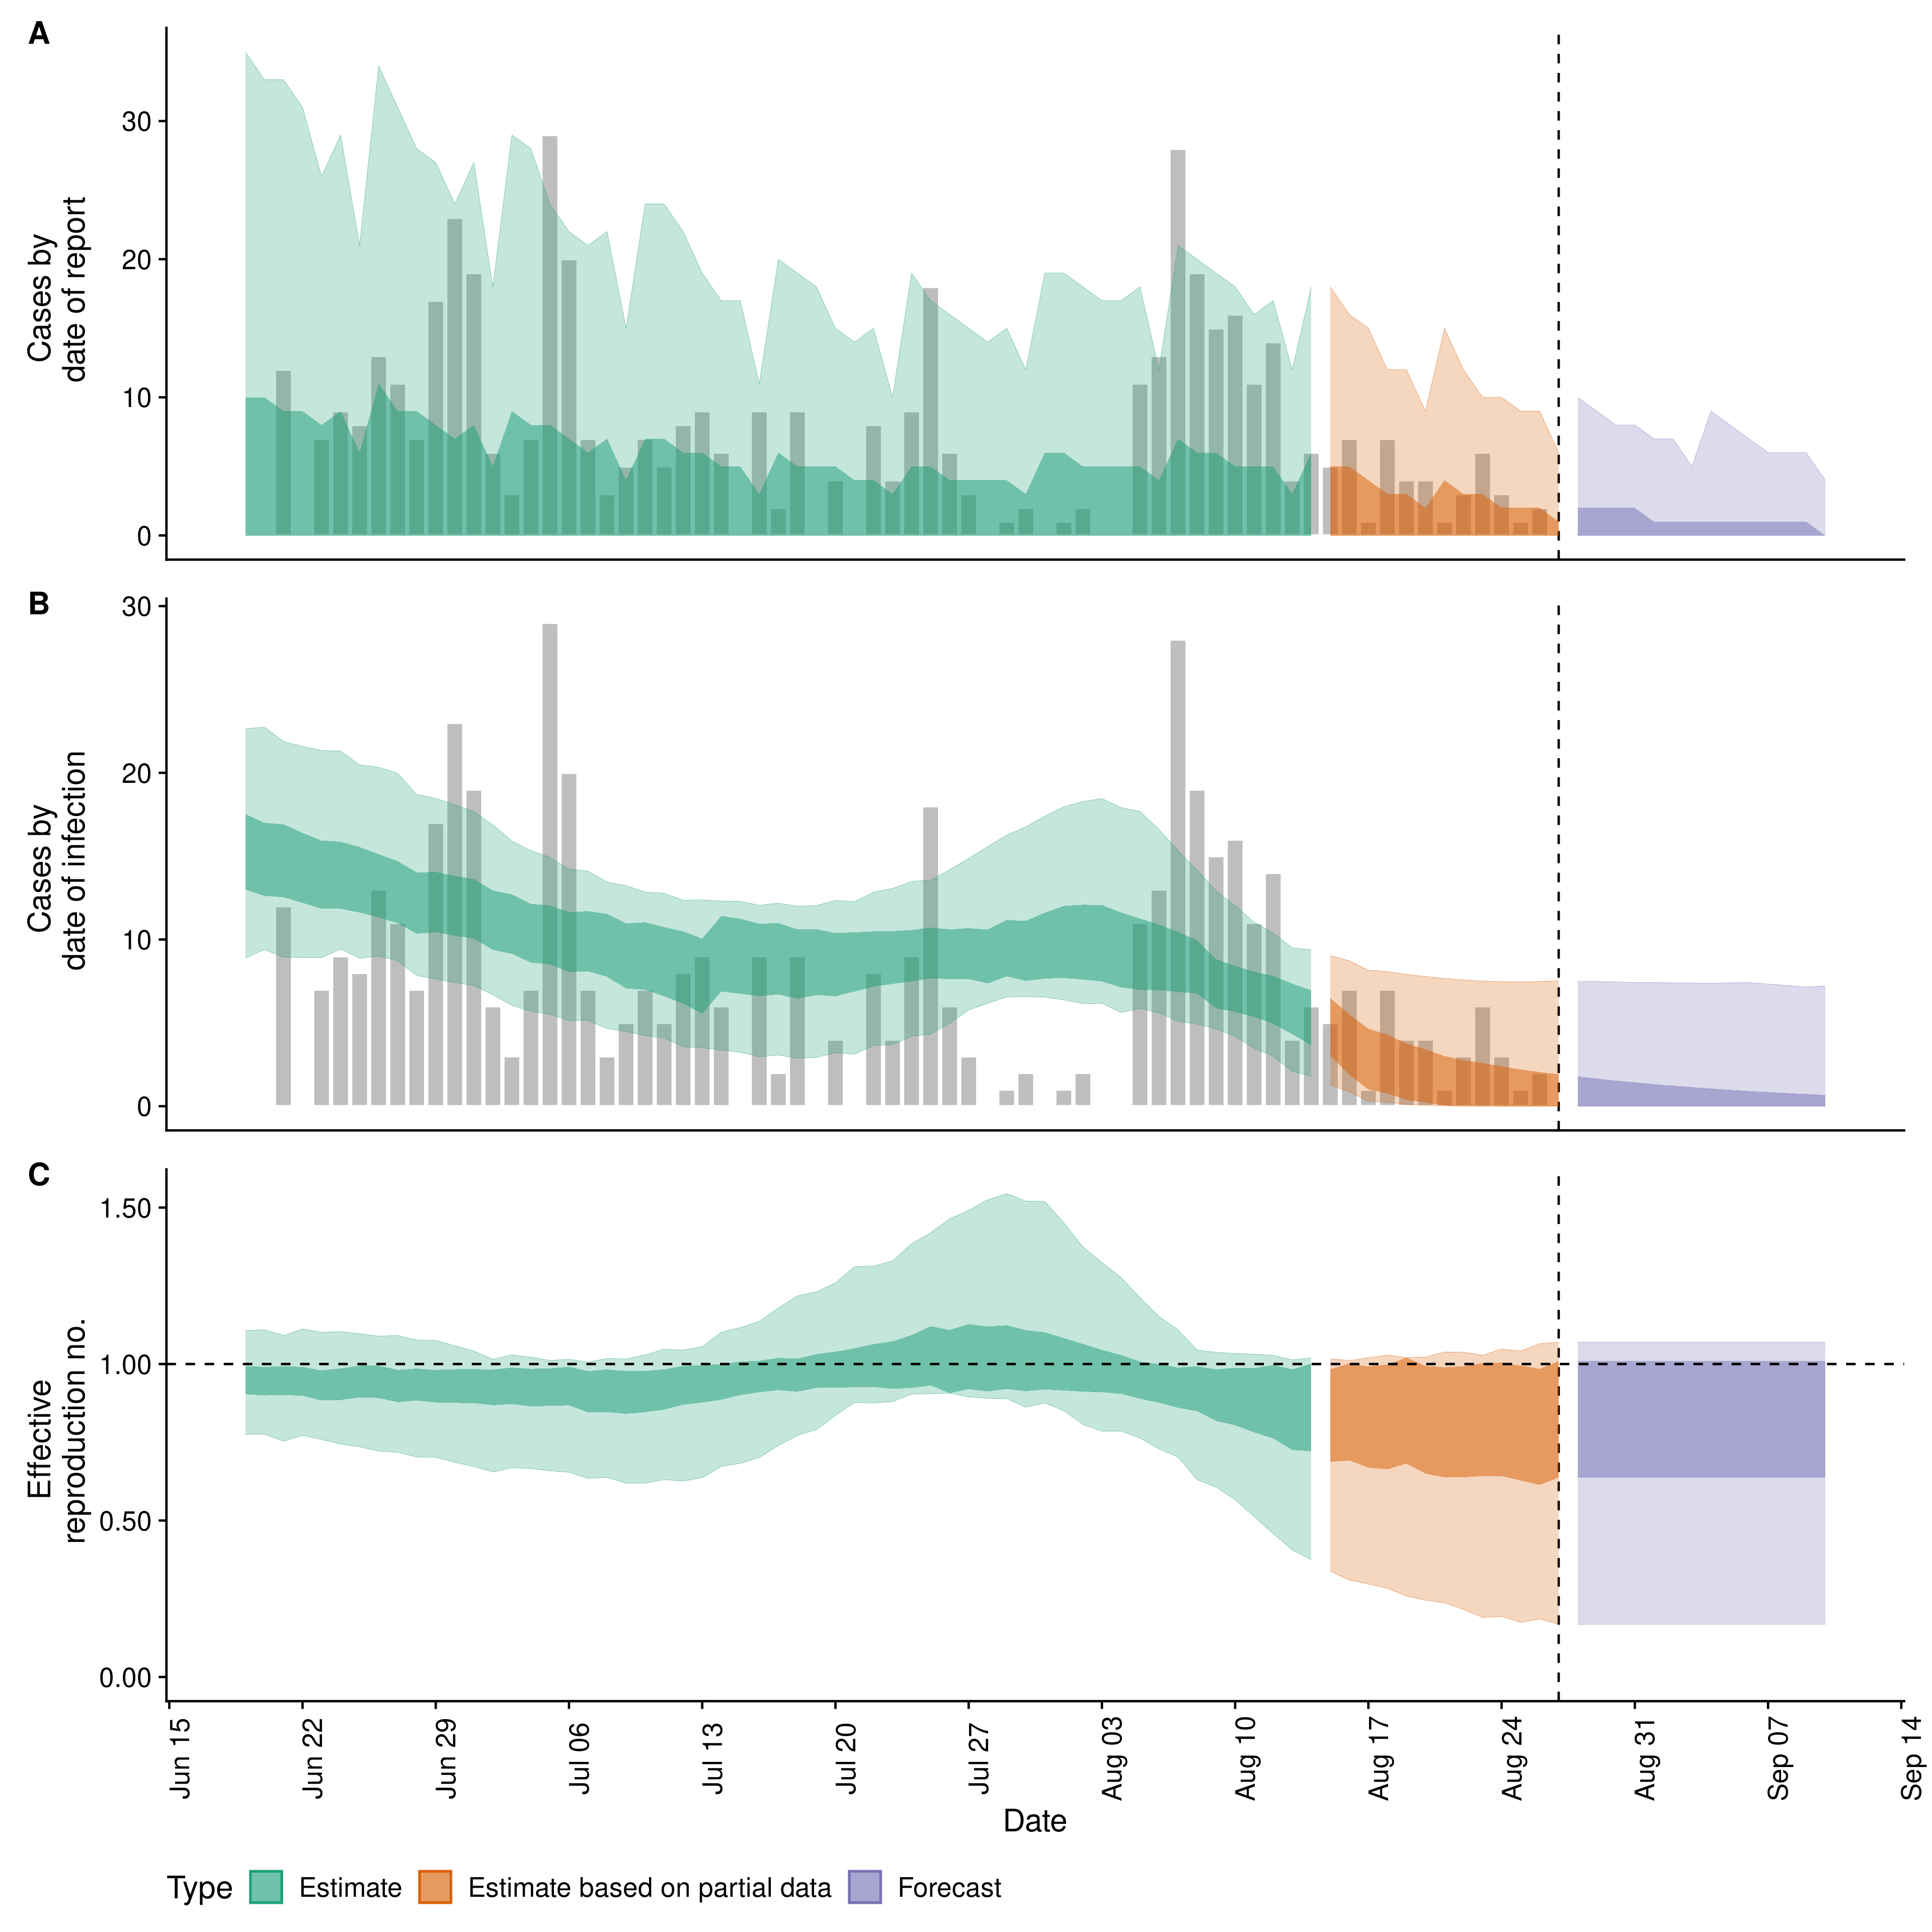 A
Cases by
date of report
30
20
10
0
B
Cases by
date of infection
30
20
10
0
C
Effective
reproduction no.
1.50
1.00
0.50
0.00
Jun 15
Jun 22
Jun 29
Jul 06
Jul 13
Jul 20
Jul 27
Aug 03
Aug 10
Aug 17
Aug 24
Aug 31
Sep 07
Sep 14
Date
Type Estimate Estimate based on partial data Forecast